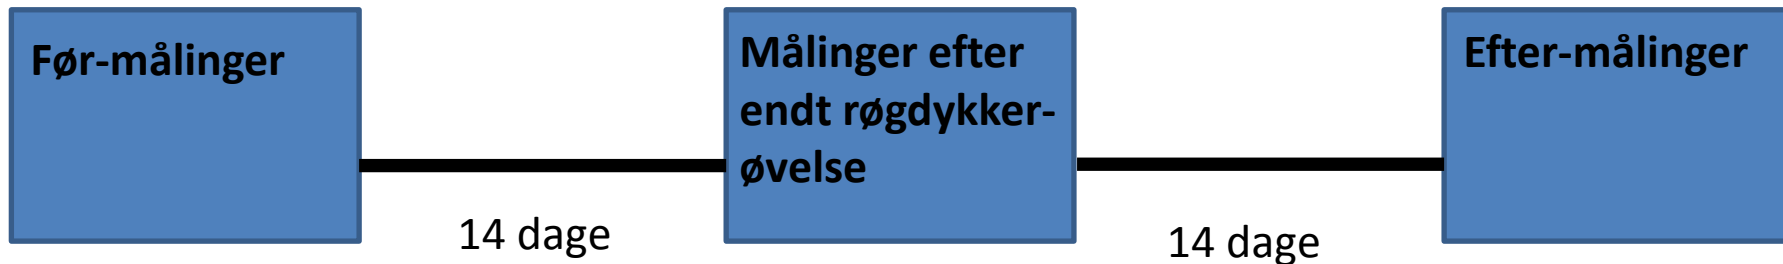 Før-målinger
Målinger efter
endt røgdykker-
øvelse
Efter-målinger
14 dage
14 dage